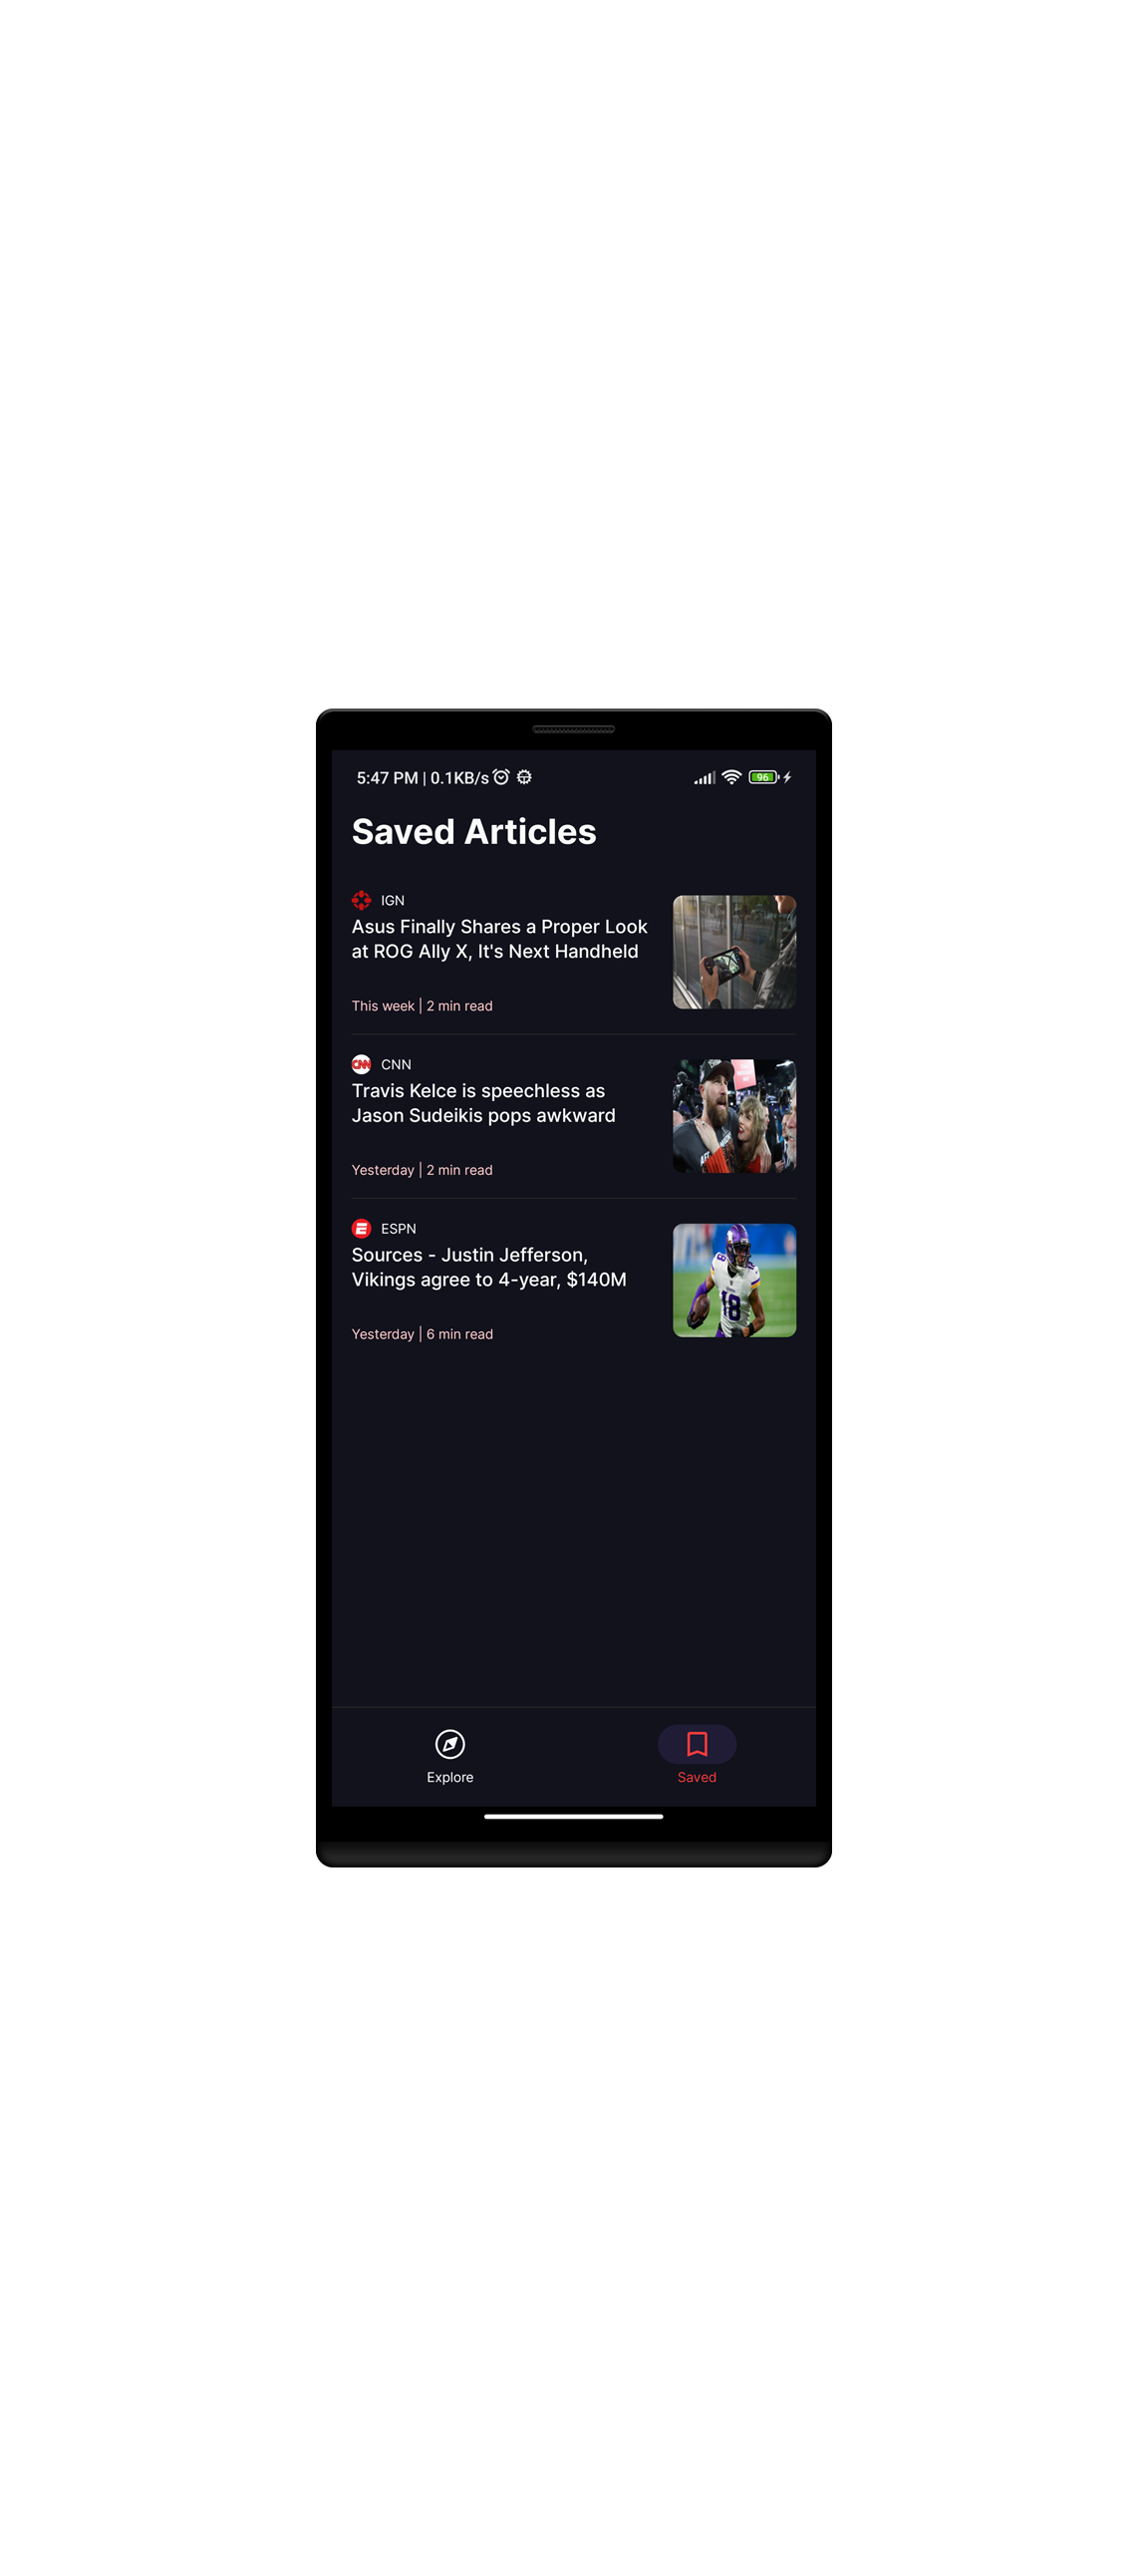 5:47 PM | 0.1KB/s
96
Saved Articles
IGN
Asus Finally Shares a Proper Look
at ROG Ally X, It's Next Handheld
This week | 2 min read
CNN
CNN
Travis Kelce is speechless as
Jason Sudeikis pops awkward
Yesterday | 2 min read
E
ESPN
Sources - Justin Jefferson,
Vikings agree to 4-year, $140M
18
Yesterday | 6 min read
Explore
Saved